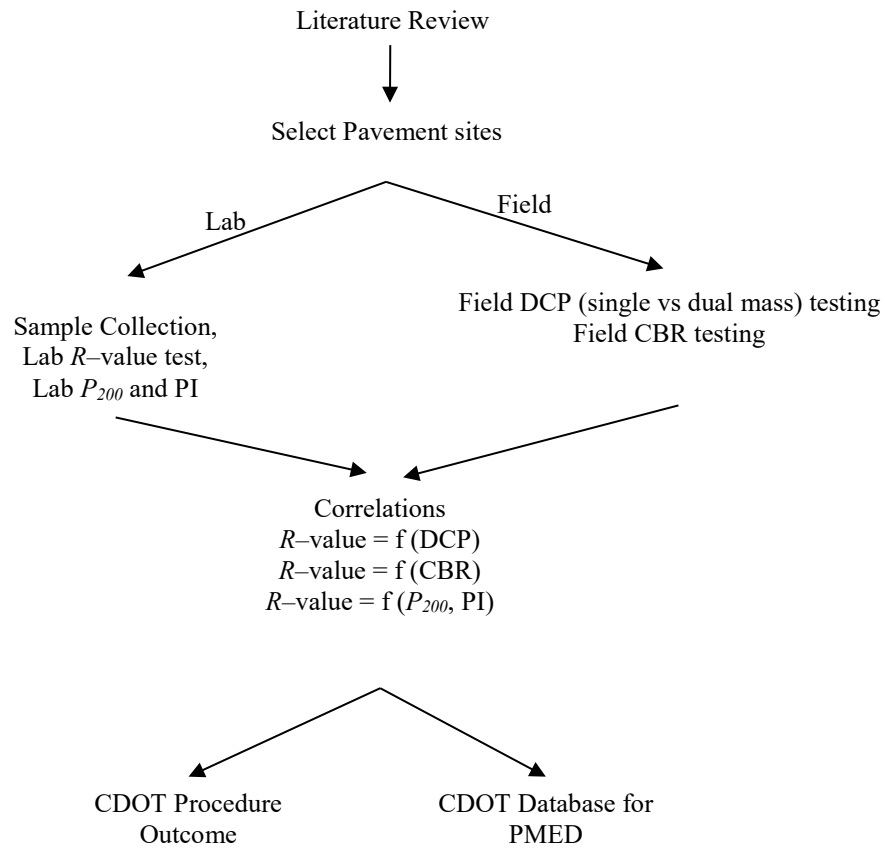 Literature Review
Select Pavement sites
Lab
Field
Sample Collection,
Lab R–value test,
Lab P200 and PI
Field DCP (single vs dual mass) testing
Field CBR testing
Correlations
R–value = f (DCP)
R–value = f (CBR)
R–value = f (P200, PI)
CDOT Procedure
Outcome
CDOT Database for
PMED